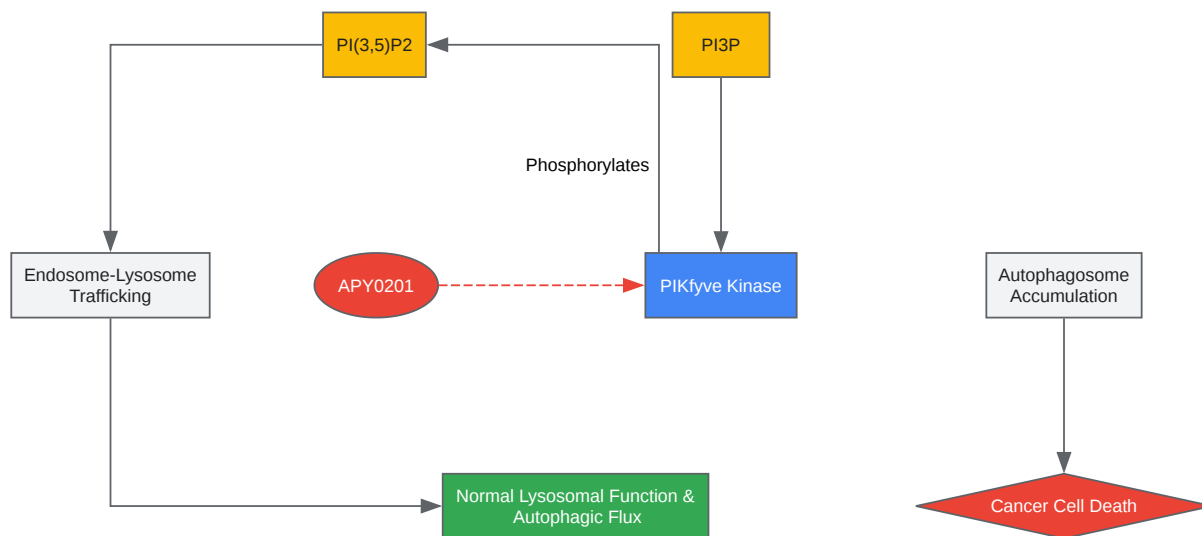 PI(3,5)P2
PI3P
Phosphorylates
Endosome-Lysosome
Trafficking
APY0201
PIKfyve Kinase
Autophagosome
Accumulation
Normal Lysosomal Function &
Autophagic Flux
Cancer Cell Death